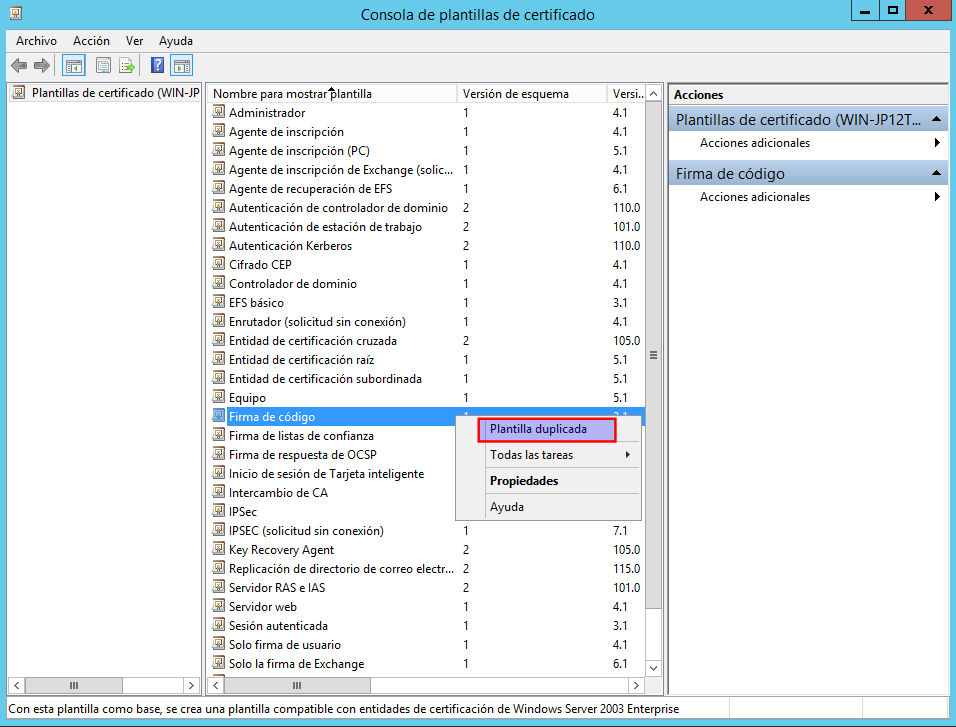 Consola de plantillas de certificado
Archivo Acción Ver Ayuda
Plantillas de certificado (WIN-JP
Nombre para mostrar plantilla Versión de esquema Versi...
Administrador 1 4.1
Agente de inscripción 1 4.1
Agente de inscripción (PC) 1 5.1
Agente de inscripción de Exchange (solic... 1 4.1
Agente de recuperación de EFS 1 6.1
Autenticación de controlador de dominio 2 110.0
Autenticación de estación de trabajo 2 101.0
Autenticación Kerberos 2 110.0
Cifrado CEP 1 4.1
Controlador de dominio 1 4.1
EFS básico 1 3.1
Enrutador (solicitud sin conexión) 1 4.1
Entidad de certificación cruzada 2 105.0
Entidad de certificación raíz 1 5.1
Entidad de certificación subordinada 1 5.1
Equipo 1 5.1
Firma de código
Firma de listas de confianza
Firma de respuesta de OCSP
Inicio de sesión de Tarjeta inteligente
Intercambio de CA
IPSec
IPSEC (solicitud sin conexión) 1 7.1
Key Recovery Agent 2 105.0
Replicación de directorio de correo electr... 2 115.0
Servidor RAS e IAS 2 101.0
Servidor web 1 4.1
Sesión autenticada 1 3.1
Solo firma de usuario 1 4.1
Solo la firma de Exchange 1 6.1
Plantilla duplicada
Todas las tareas
Propiedades
Ayuda
Acciones
Plantillas de certificado (WIN-JP12T...
Acciones adicionales
Firma de código
Acciones adicionales
Con esta plantilla como base, se crea una plantilla compatible con entidades de certificación de Windows Server 2003 Enterprise